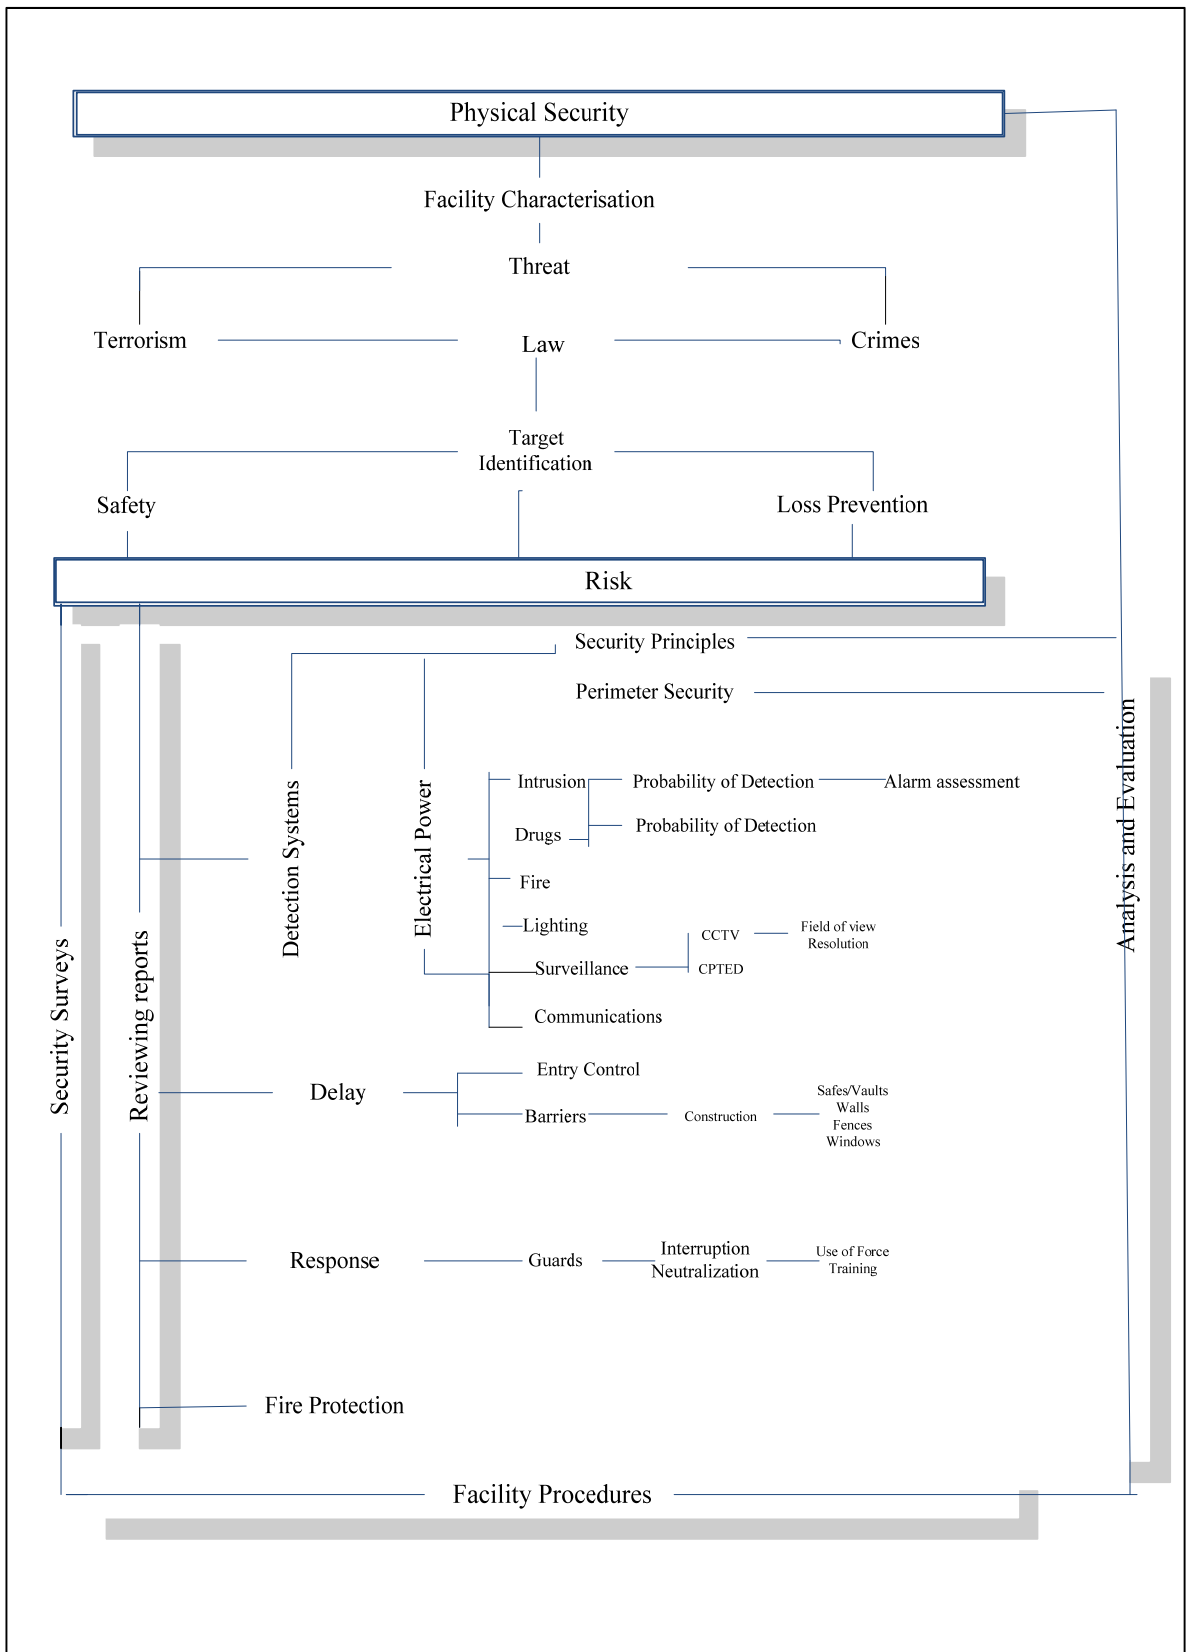 Physical Security
Facility Characterisation
Threat
Terrorism
Law
Crimes
Target
Identification
Safety
Loss Prevention
Risk
Security Principles
Perimeter Security
Analysis and Evaluation
Security Surveys
Reviewing reports
Detection Systems
Electrical Power
Intrusion
Probability of Detection
Alarm assessment
Drugs
Probability of Detection
Fire
Lighting
Surveillance
CCTV
Field of view
Resolution
CPTED
Communications
Delay
Entry Control
Barriers
Construction
Safes/Vaults
Walls
Fences
Windows
Response
Guards
Interruption
Neutralization
Use of Force
Training
Fire Protection
Facility Procedures